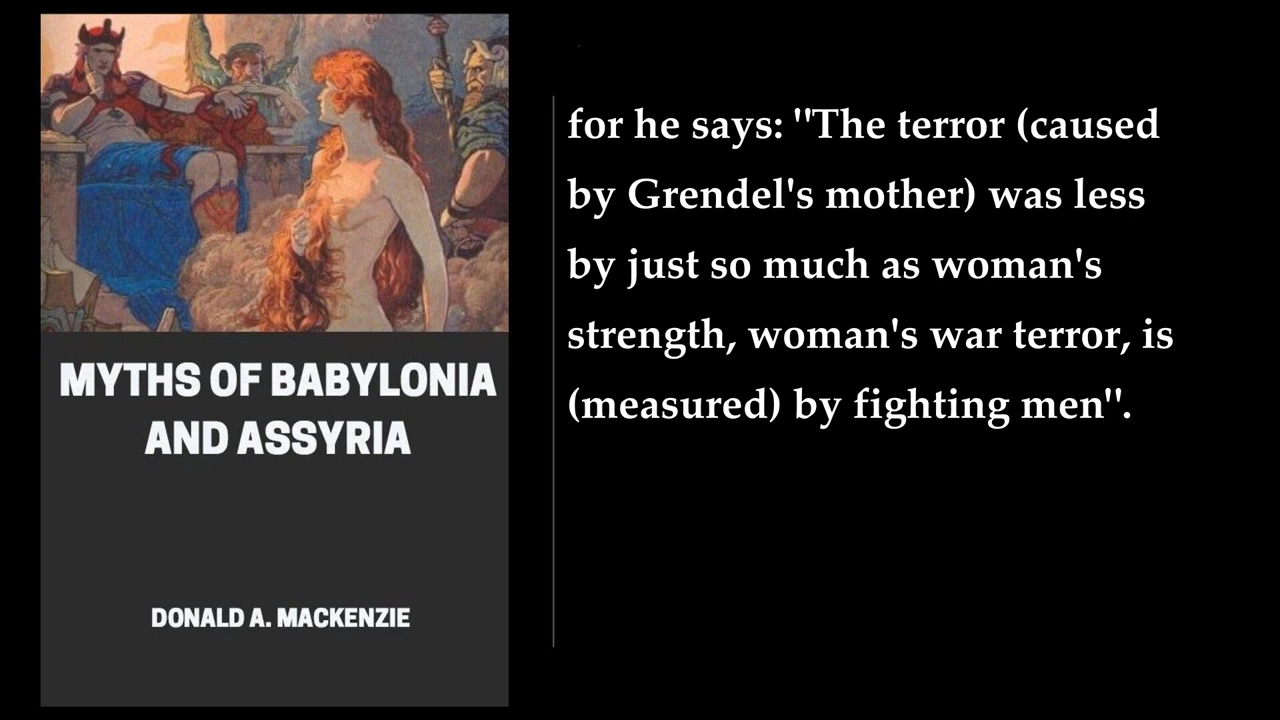 MYTHS OF BABYLONIA
AND ASSYRIA
DONALD A. MACKENZIE
for he says: "The terror (caused
by Grendel's mother) was less
by just so much as woman's
strength, woman's war terror, is
(measured) by fighting men".